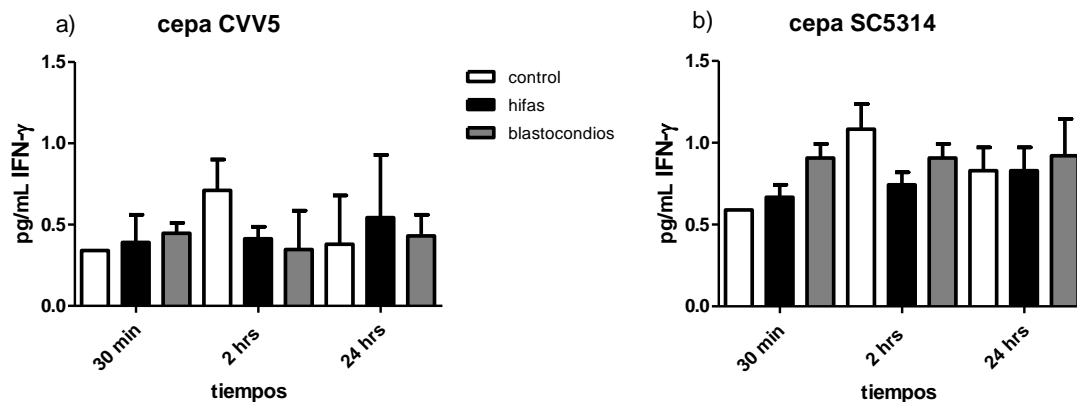 a)
cepa CVV5
1.5
1.0
0.5
0.0
pg/mL IFN-γ
30 min
2 hrs
24 hrs
tiempos
control
hifas
blastocondios
b)
cepa SC5314
1.5
1.0
0.5
0.0
pg/mL IFN-γ
30 min
2 hrs
24 hrs
tiempos